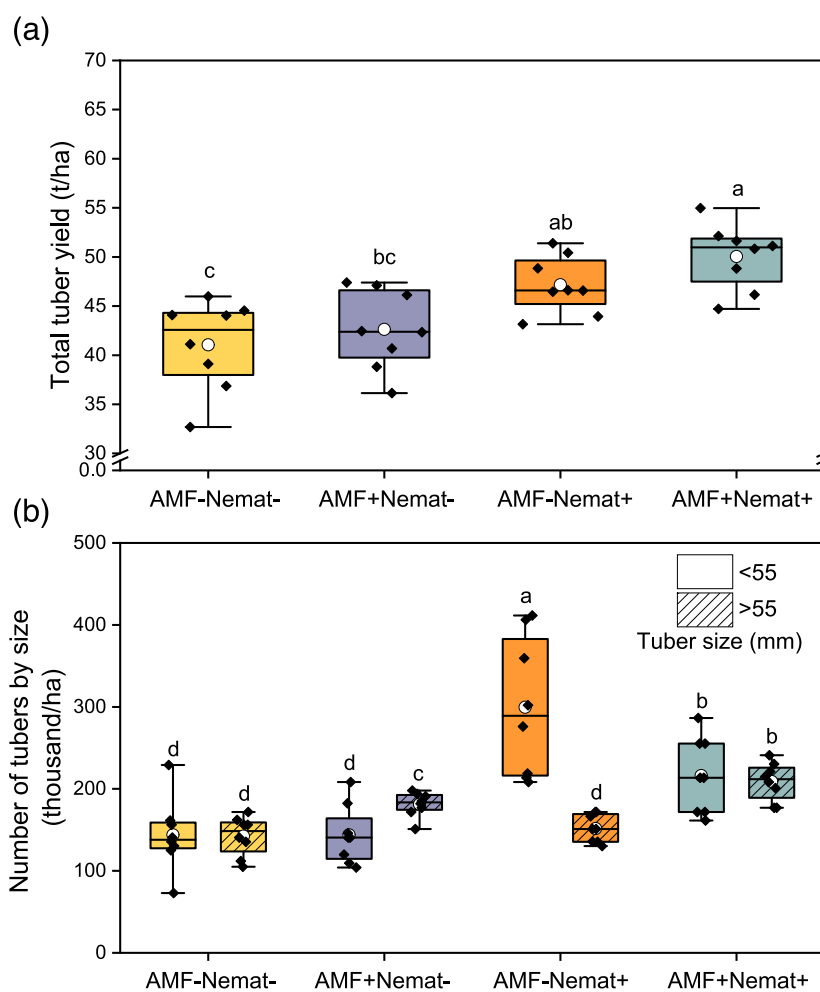 (a)
70
65
60
55
50
45
40
35
30
0.0
Total tuber yield (t/ha)
c
bc
ab
a
AMF-Nemat-
AMF+Nemat-
AMF-Nemat+
AMF+Nemat+
(b)
500
400
300
200
100
0
Number of tubers by size
(thousand/ha)
<55
>55
Tuber size (mm)
d
d
d
c
a
d
b
b
AMF-Nemat-
AMF+Nemat-
AMF-Nemat+
AMF+Nemat+